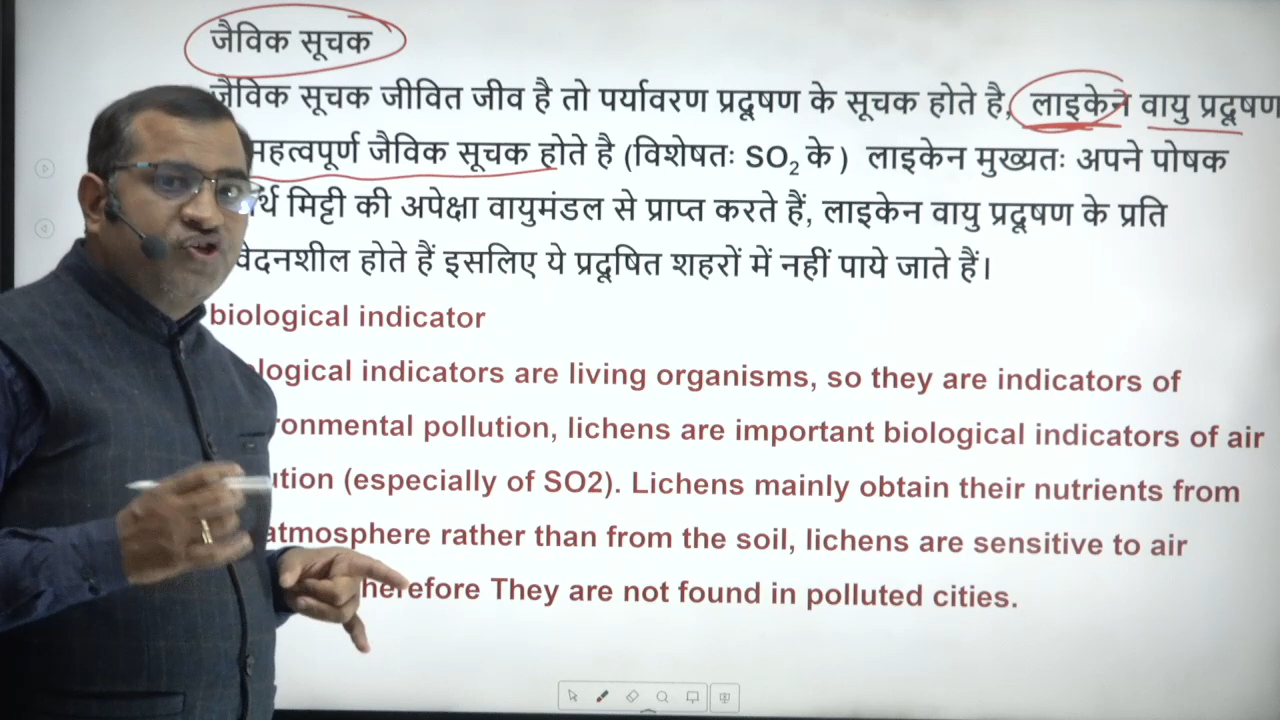 जैविक सूचक
जैविक सूचक जीवित जीव है तो पर्यावरण प्रदूषण के सूचक होते है, लाइकेन वायु प्रदूषण
महत्वपूर्ण जैविक सूचक होते है (विशेषतः SO₂ के ) लाइकेन मुख्यतः अपने पोषक
मिट्टी की अपेक्षा वायुमंडल से प्राप्त करते हैं, लाइकेन वायु प्रदूषण के प्रति
होते हैं इसलिए ये प्रदूषित शहरों में नहीं पाये जाते हैं।
biological indicator
indicators are living organisms, so they are indicators of
pollution, lichens are important biological indicators of air
(especially of SO2). Lichens mainly obtain their nutrients from
atmosphere rather than from the soil, lichens are sensitive to air
They are not found in polluted cities.